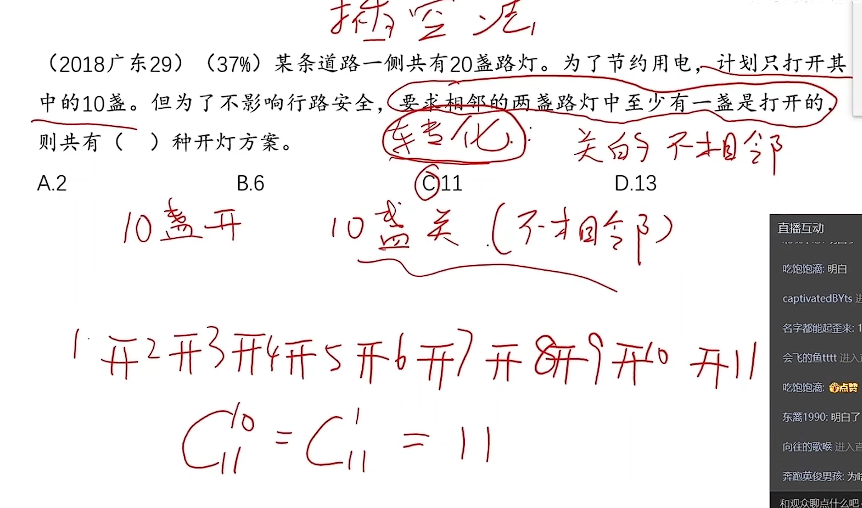 插空法
（2018广东29）（37%）某条道路一侧共有20盏路灯。为了节约用电，计划只打开其
中的10盏。但为了不影响行路安全，要求相邻的两盏路灯中至少有一盏是打开的，
则共有（ ）种开灯方案。
转化：
关的不相邻
A.2 B.6 C.11 D.13
10盏开 10盏关（不相邻）
1开2开3开4开5开6开7开8开9开10开11
C₁₁¹⁰ = C₁₁¹ = 11
直播互动
吃饱饱滴: 明白
captivatedBYts 进
名字都能起歪来: 1
会飞的鱼tttt 进入直
吃饱饱滴: 点赞
东篱1990: 明白了
向往的歌喉 进入直
奔跑英俊男孩: 为啥
和观众聊点什么吧